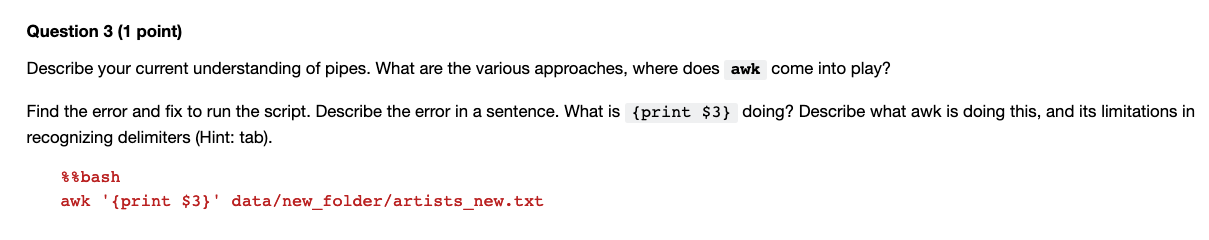 Question 3 (1 point)
Describe your current understanding of pipes. What are the various approaches, where does awk come into play?
Find the error and fix to run the script. Describe the error in a sentence. What is {print $3} doing? Describe what awk is doing this, and its limitations in
recognizing delimiters (Hint: tab).
%%bash
awk '{print $3}' data/new_folder/artists_new.txt